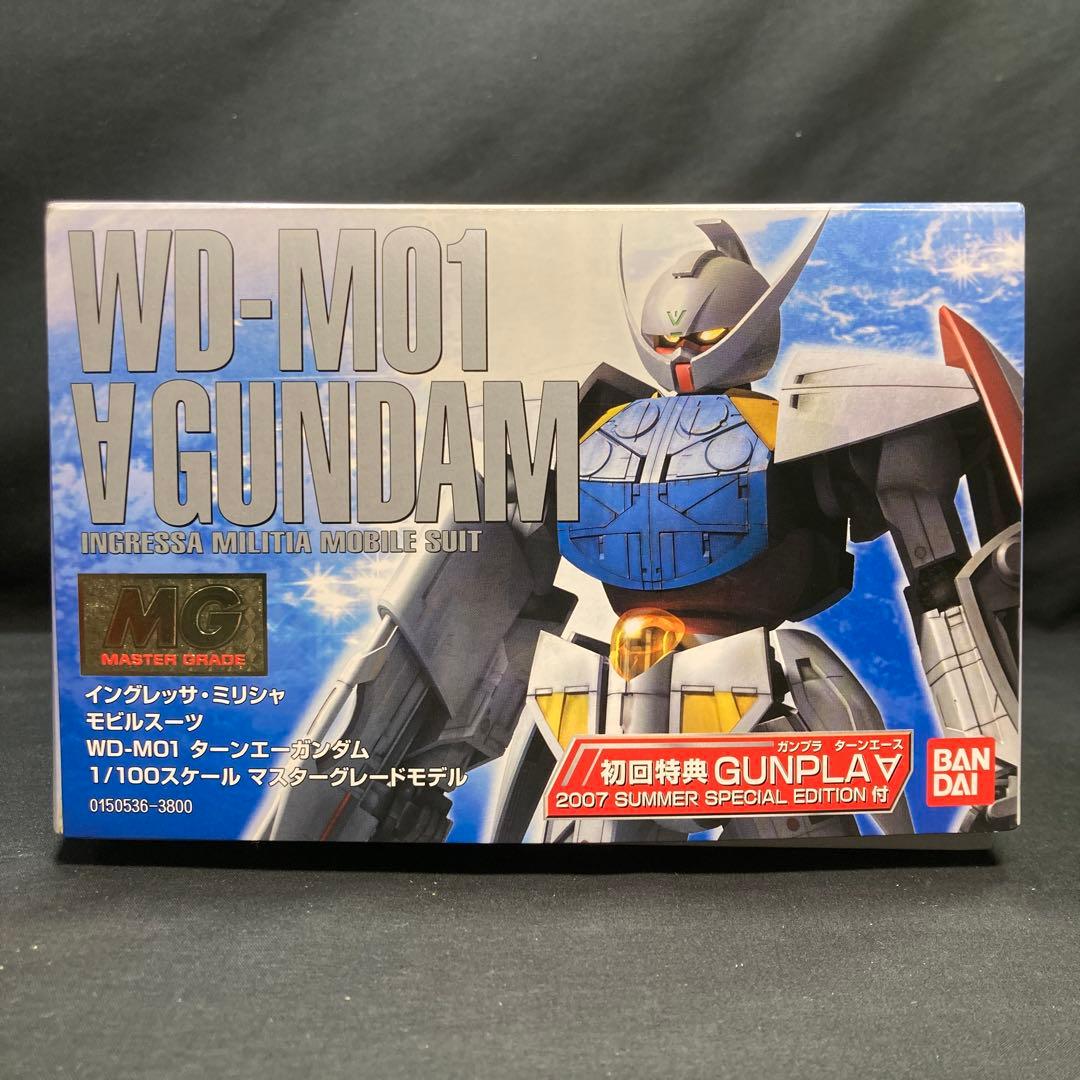 WD-M01
∀GUNDAM
INGRESSA MILITIA MOBILE SUIT
MG
MASTER GRADE
イングレッサ・ミリシャ
モビルスーツ
WD-M01 ターンエーガンダム
1/100スケール マスターグレードモデル
0150536-3800
ガンプラ ターンエース
初回特典 GUNPLA∀
2007 SUMMER SPECIAL EDITION 付
BAN
DAI